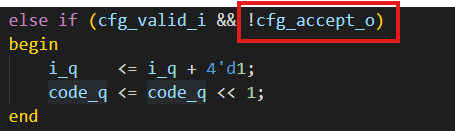 else if (cfg_valid_i && !cfg_accept_o)
begin
i_q <= i_q + 4'd1;
code_q <= code_q << 1;
end